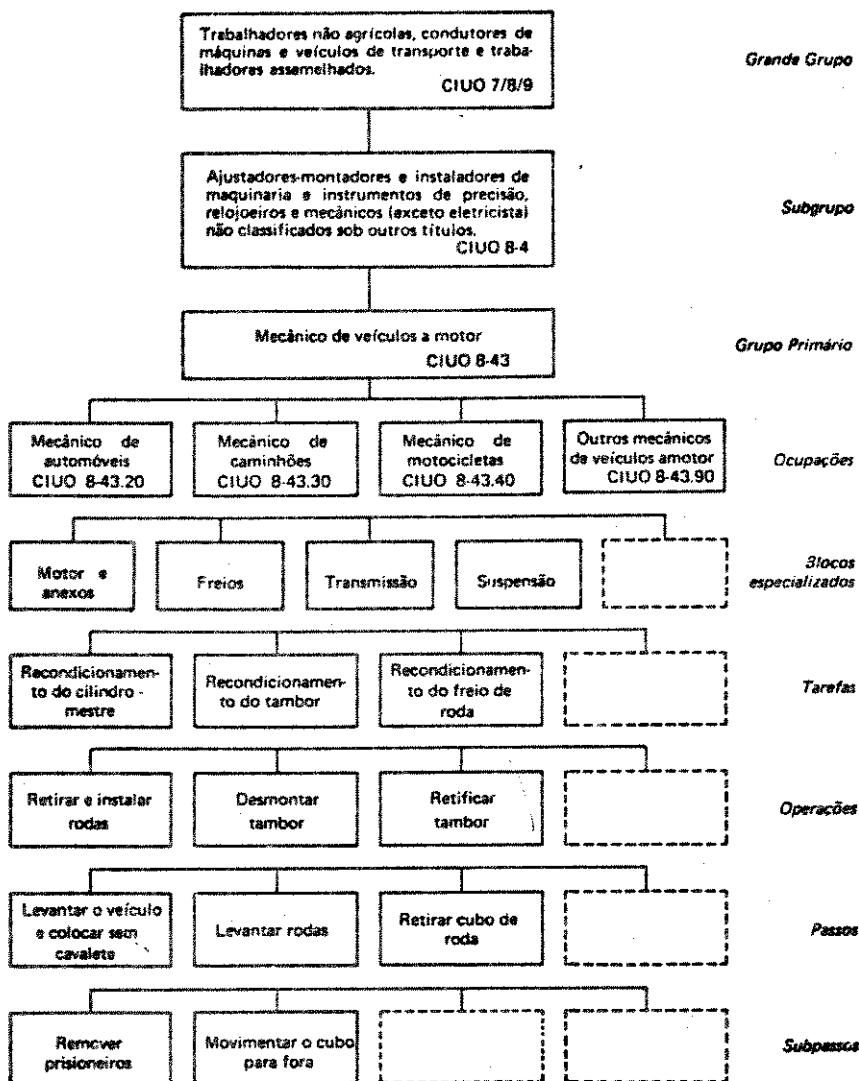 Trabalhadores não agrícolas, condutores de
máquinas e veículos de transporte e traba-
lhadores assemelhados.
CIUO 7/8/9
Grande Grupo
Ajustadores-montadores e instaladores de
maquinaria e instrumentos de precisão,
relojoeiros e mecânicos (exceto eletricista)
não classificados sob outros títulos.
CIUO 8-4
Subgrupo
Mecânico de veículos a motor
CIUO 8-43
Grupo Primário
Mecânico de
automóveis
CIUO 8-43.20
Mecânico de
caminhões
CIUO 8-43.30
Mecânico de
motocicletas
CIUO 8-43.40
Outros mecânicos
de veículos amotor
CIUO 8-43.90
Ocupações
Motor e
anexos
Freios
Transmissão
Suspensão
Blocos
especializados
Recondicionamen-
to do cilindro -
mestre
Recondicionamen-
to do tambor
Recondicionamen-
to do freio de
roda
Tarefas
Retirar e instalar
rodas
Desmontar
tambor
Retificar
tambor
Operações
Levantar o veículo
e colocar sem
cavalete
Levantar rodas
Retirar cubo de
roda
Passos
Remover
prisioneiros
Movimentar o cubo
para fora
Subpassos